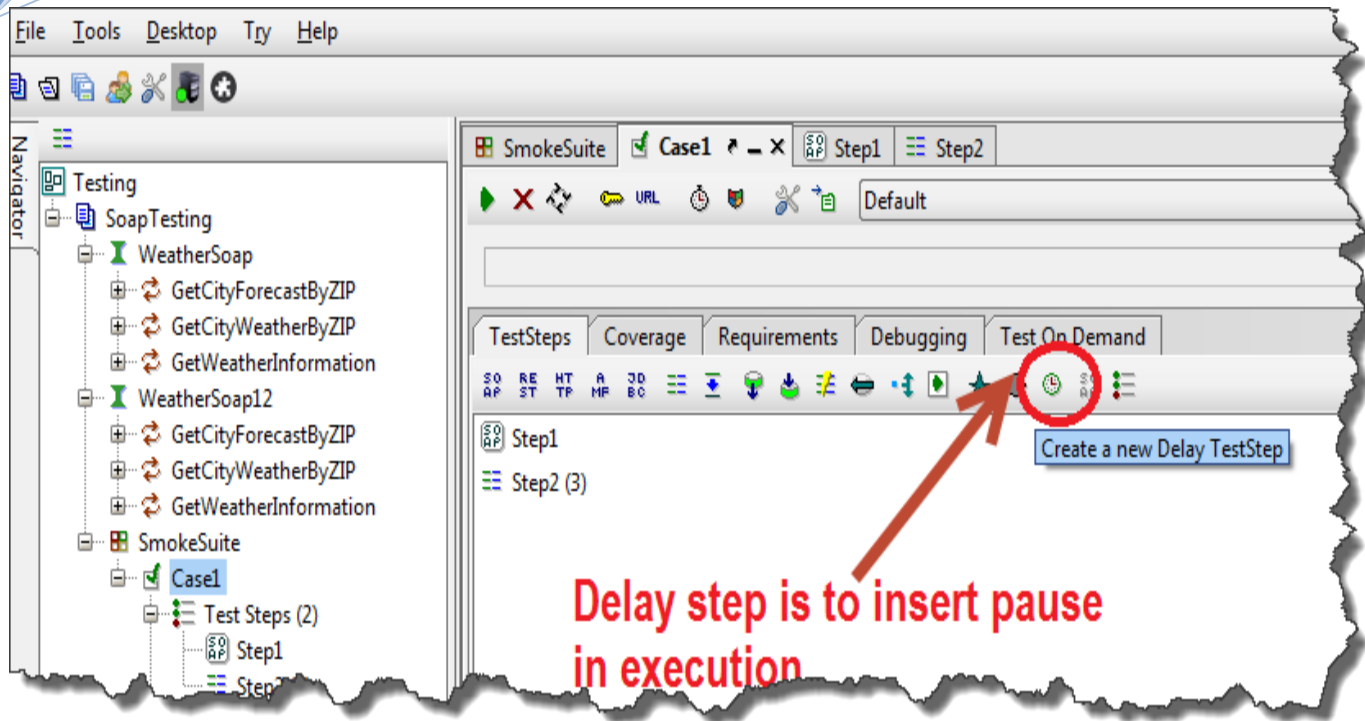 File Tools Desktop Try Help
Navigator
Testing
SoapTesting
WeatherSoap
GetCityForecastByZIP
GetCityWeatherByZIP
GetWeatherInformation
WeatherSoap12
GetCityForecastByZIP
GetCityWeatherByZIP
GetWeatherInformation
SmokeSuite
Case1
Test Steps (2)
Step1
SmokeSuite Case1 SOAP Step1 Step2
URL Default
TestSteps Coverage Requirements Debugging Test On Demand
SOAP REST HTTP AMF JDBC
SOAP Step1
Step2 (3)
Create a new Delay TestStep
Delay step is to insert pause
in execution